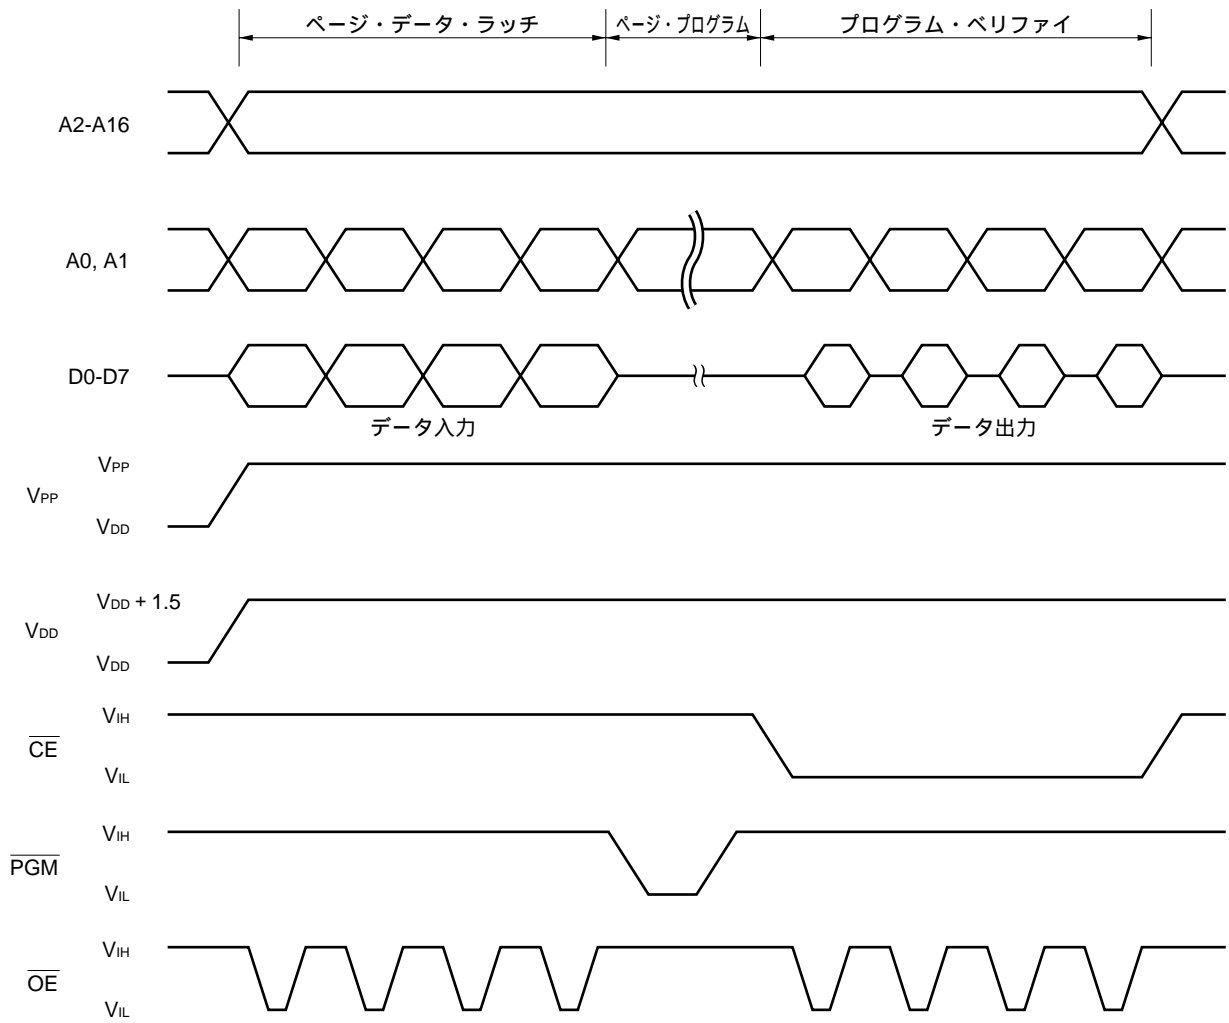 ページ・データ・ラッチ ページ・プログラム プログラム・ベリファイ
A2-A16
A0, A1
D0-D7
データ入力 データ出力
VPP
VPP
VDD
VDD + 1.5
VDD
VDD
VIH
CE
VIL
VIH
PGM
VIL
VIH
OE
VIL